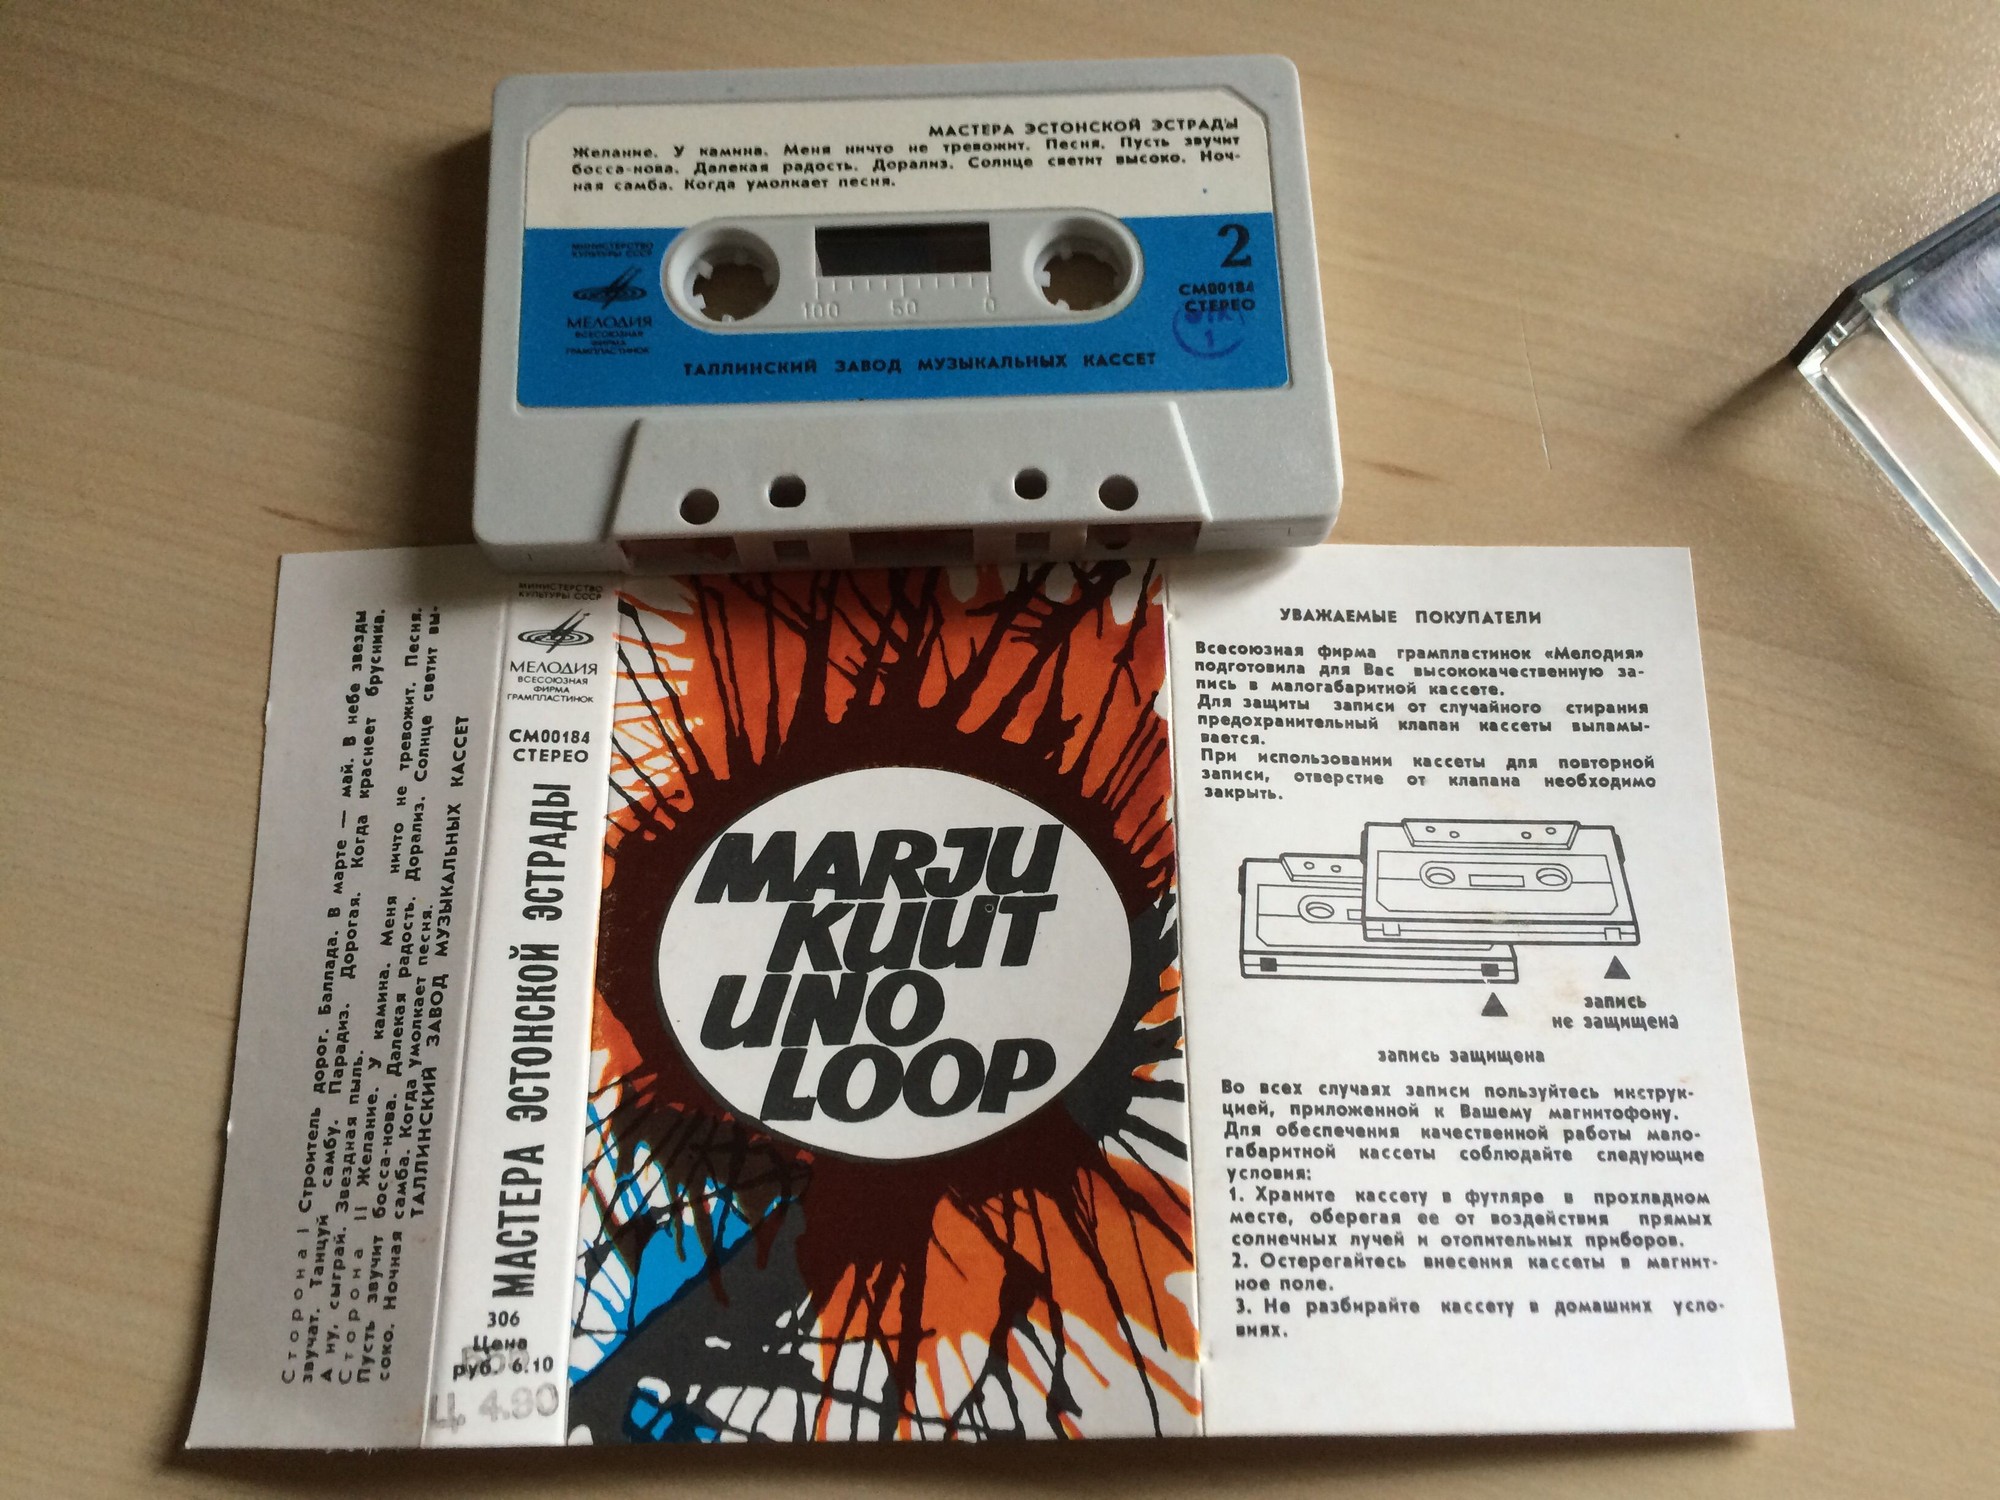 МАСТЕРА ЭСТОНСКОЙ ЭСТРАДЫ
Желание. У камина. Меня ничто не тревожит. Песня. Пусть звучит
босса-нова. Далекая радость. Дорализ. Солнце светит высоко. Ноч-
ная самба. Когда умолкает песня.
МИНИСТЕРСТВО
КУЛЬТУРЫ СССР
МЕЛОДИЯ
ВСЕСОЮЗНАЯ
ФИРМА
ГРАМПЛАСТИНОК
100 50 0
2
СМ00184
СТЕРЕО
1
ТАЛЛИНСКИЙ ЗАВОД МУЗЫКАЛЬНЫХ КАССЕТ
Сторона I Строитель дорог. Баллада. В марте — май. В небе звезды
звучат. Танцуй самбу. Парадиз. Дорогая. Когда краснеет брусника.
А ну, сыграй. Звездная пыль.
Сторона II Желание. У камина. Меня ничто не тревожит. Песня.
Пусть звучит босса-нова. Далекая радость. Дорализ. Солнце светит вы-
соко. Ночная самба. Когда умолкает песня.
ТАЛЛИНСКИЙ ЗАВОД МУЗЫКАЛЬНЫХ КАССЕТ
МИНИСТЕРСТВО
КУЛЬТУРЫ СССР
МЕЛОДИЯ
ВСЕСОЮЗНАЯ
ФИРМА
ГРАМПЛАСТИНОК
СМ00184
СТЕРЕО
МАСТЕРА ЭСТОНСКОЙ ЭСТРАДЫ
306
Цена
руб. 6.10
Ц. 4.90
MARJU
KUUT
UNO
LOOP
УВАЖАЕМЫЕ ПОКУПАТЕЛИ
Всесоюзная фирма грампластинок «Мелодия»
подготовила для Вас высококачественную за-
пись в малогабаритной кассете.
Для защиты записи от случайного стирания
предохранительный клапан кассеты выламы-
вается.
При использовании кассеты для повторной
записи, отверстие от клапана необходимо
закрыть.
запись
не защищена
запись защищена
Во всех случаях записи пользуйтесь инструк-
цией, приложенной к Вашему магнитофону.
Для обеспечения качественной работы мало-
габаритной кассеты соблюдайте следующие
условия:
1. Храните кассету в футляре в прохладном
месте, оберегая ее от воздействия прямых
солнечных лучей и отопительных приборов.
2. Остерегайтесь внесения кассеты в магнит-
ное поле.
3. Не разбирайте кассету в домашних усло-
виях.